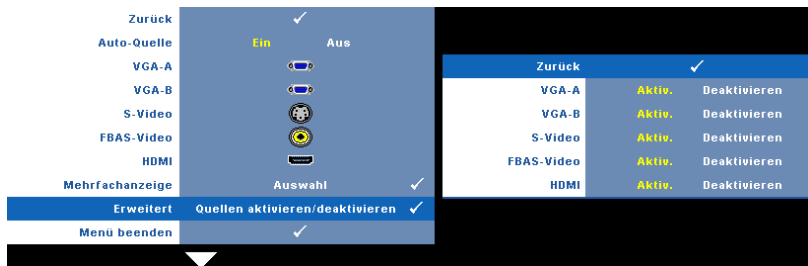 Zurück
Auto-Quelle Ein Aus
VGA-A
VGA-B
S-Video
FBAS-Video
HDMI
Mehrfachanzeige Auswahl
Erweitert Quellen aktivieren/deaktivieren
Menü beenden
Zurück
VGA-A Aktiv. Deaktivieren
VGA-B Aktiv. Deaktivieren
S-Video Aktiv. Deaktivieren
FBAS-Video Aktiv. Deaktivieren
HDMI Aktiv. Deaktivieren